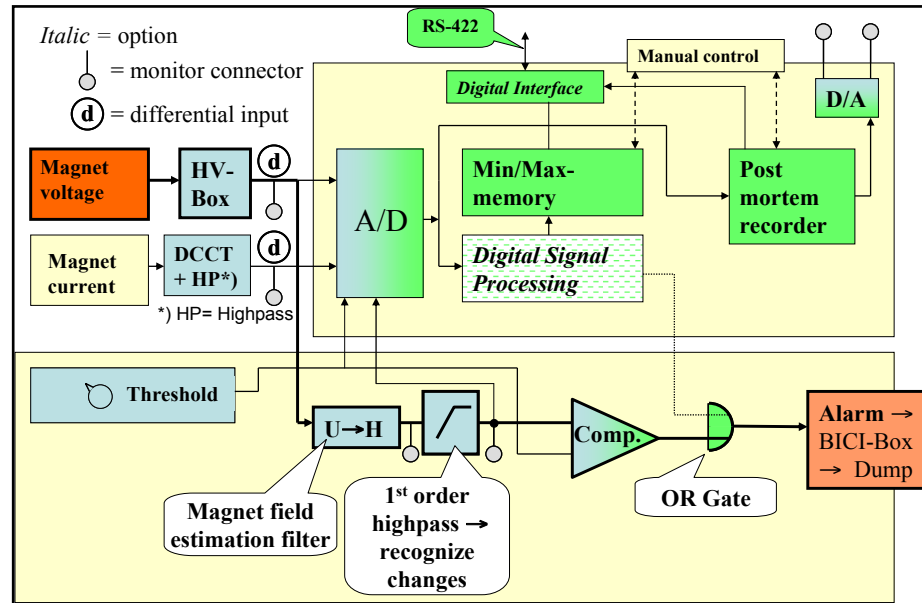 Italic = option
= monitor connector
d = differential input
RS-422
Manual control
Digital Interface
D/A
Magnet
voltage
HV-
Box
d
A/D
Min/Max-
memory
Post
mortem
recorder
Magnet
current
DCCT
+ HP*)
d
*) HP= Highpass
Digital Signal
Processing
Threshold
U→H
Comp.
Alarm →
BICI-Box
→ Dump
OR Gate
Magnet field
estimation filter
1st order
highpass →
recognize
changes